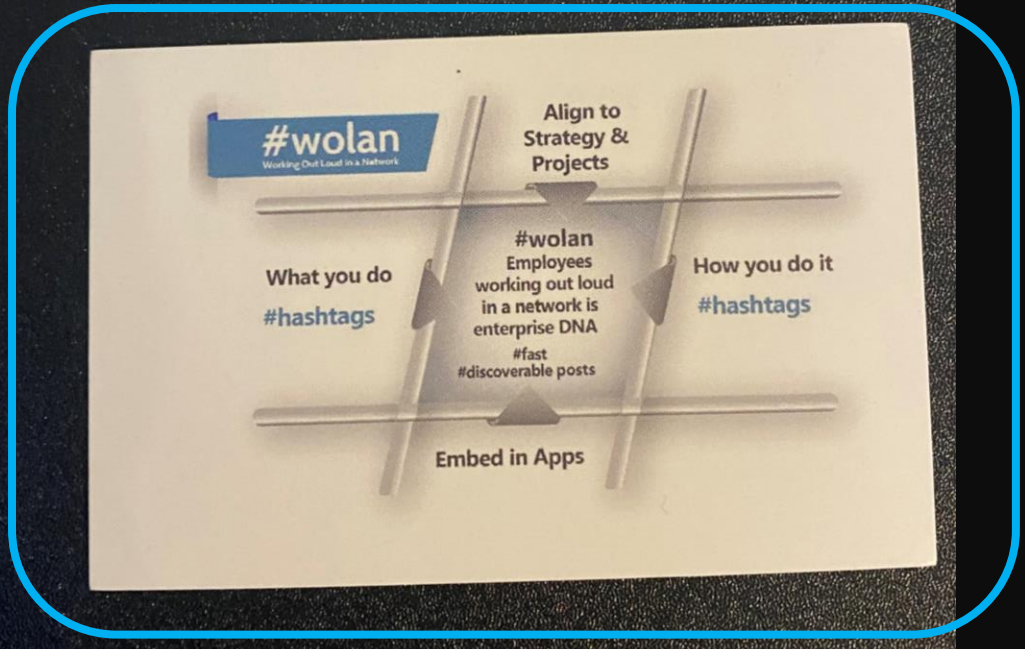 #wolan
Working Out Loud in a Network
Align to
Strategy &
Projects
What you do
#hashtags
#wolan
Employees
working out loud
in a network is
enterprise DNA
#fast
#discoverable posts
How you do it
#hashtags
Embed in Apps